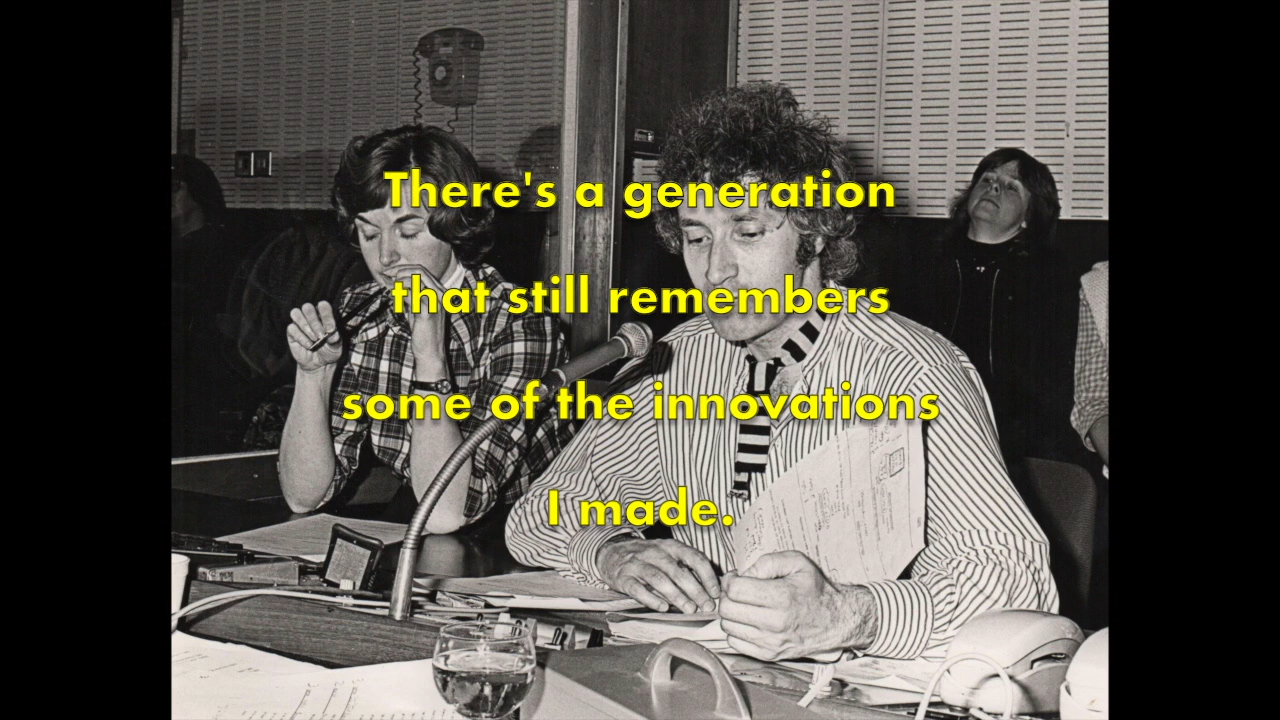 There's a generation
that still remembers
some of the innovations
I made.